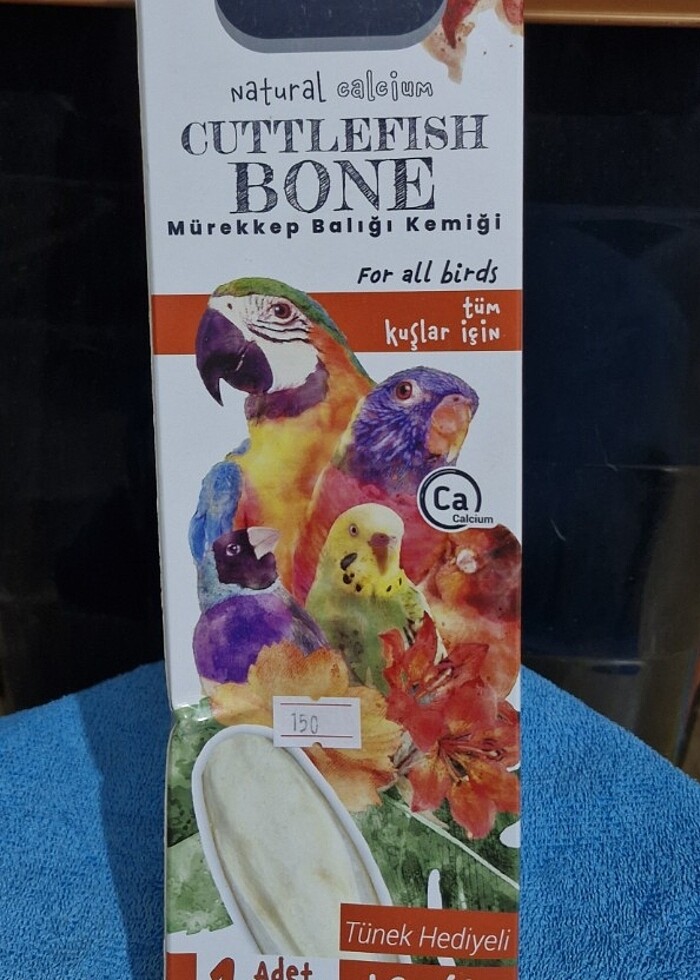 Natural calcium
CUTTLEFISH
BONE
Mürekkep Balığı Kemiği
For all birds
tüm
kuşlar için
Ca
Calcium
150
Tünek Hediyeli
Adet